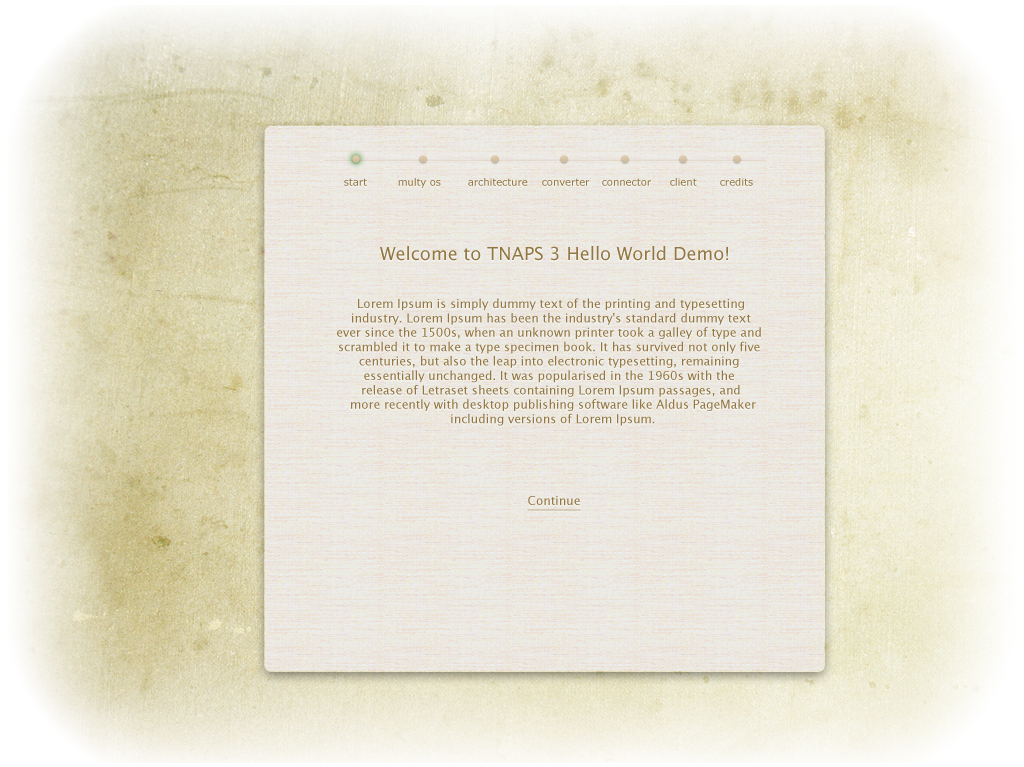 start multy os architecture converter connector client credits
Welcome to TNAPS 3 Hello World Demo!
Lorem Ipsum is simply dummy text of the printing and typesetting
industry. Lorem Ipsum has been the industry's standard dummy text
ever since the 1500s, when an unknown printer took a galley of type and
scrambled it to make a type specimen book. It has survived not only five
centuries, but also the leap into electronic typesetting, remaining
essentially unchanged. It was popularised in the 1960s with the
release of Letraset sheets containing Lorem Ipsum passages, and
more recently with desktop publishing software like Aldus PageMaker
including versions of Lorem Ipsum.
Continue